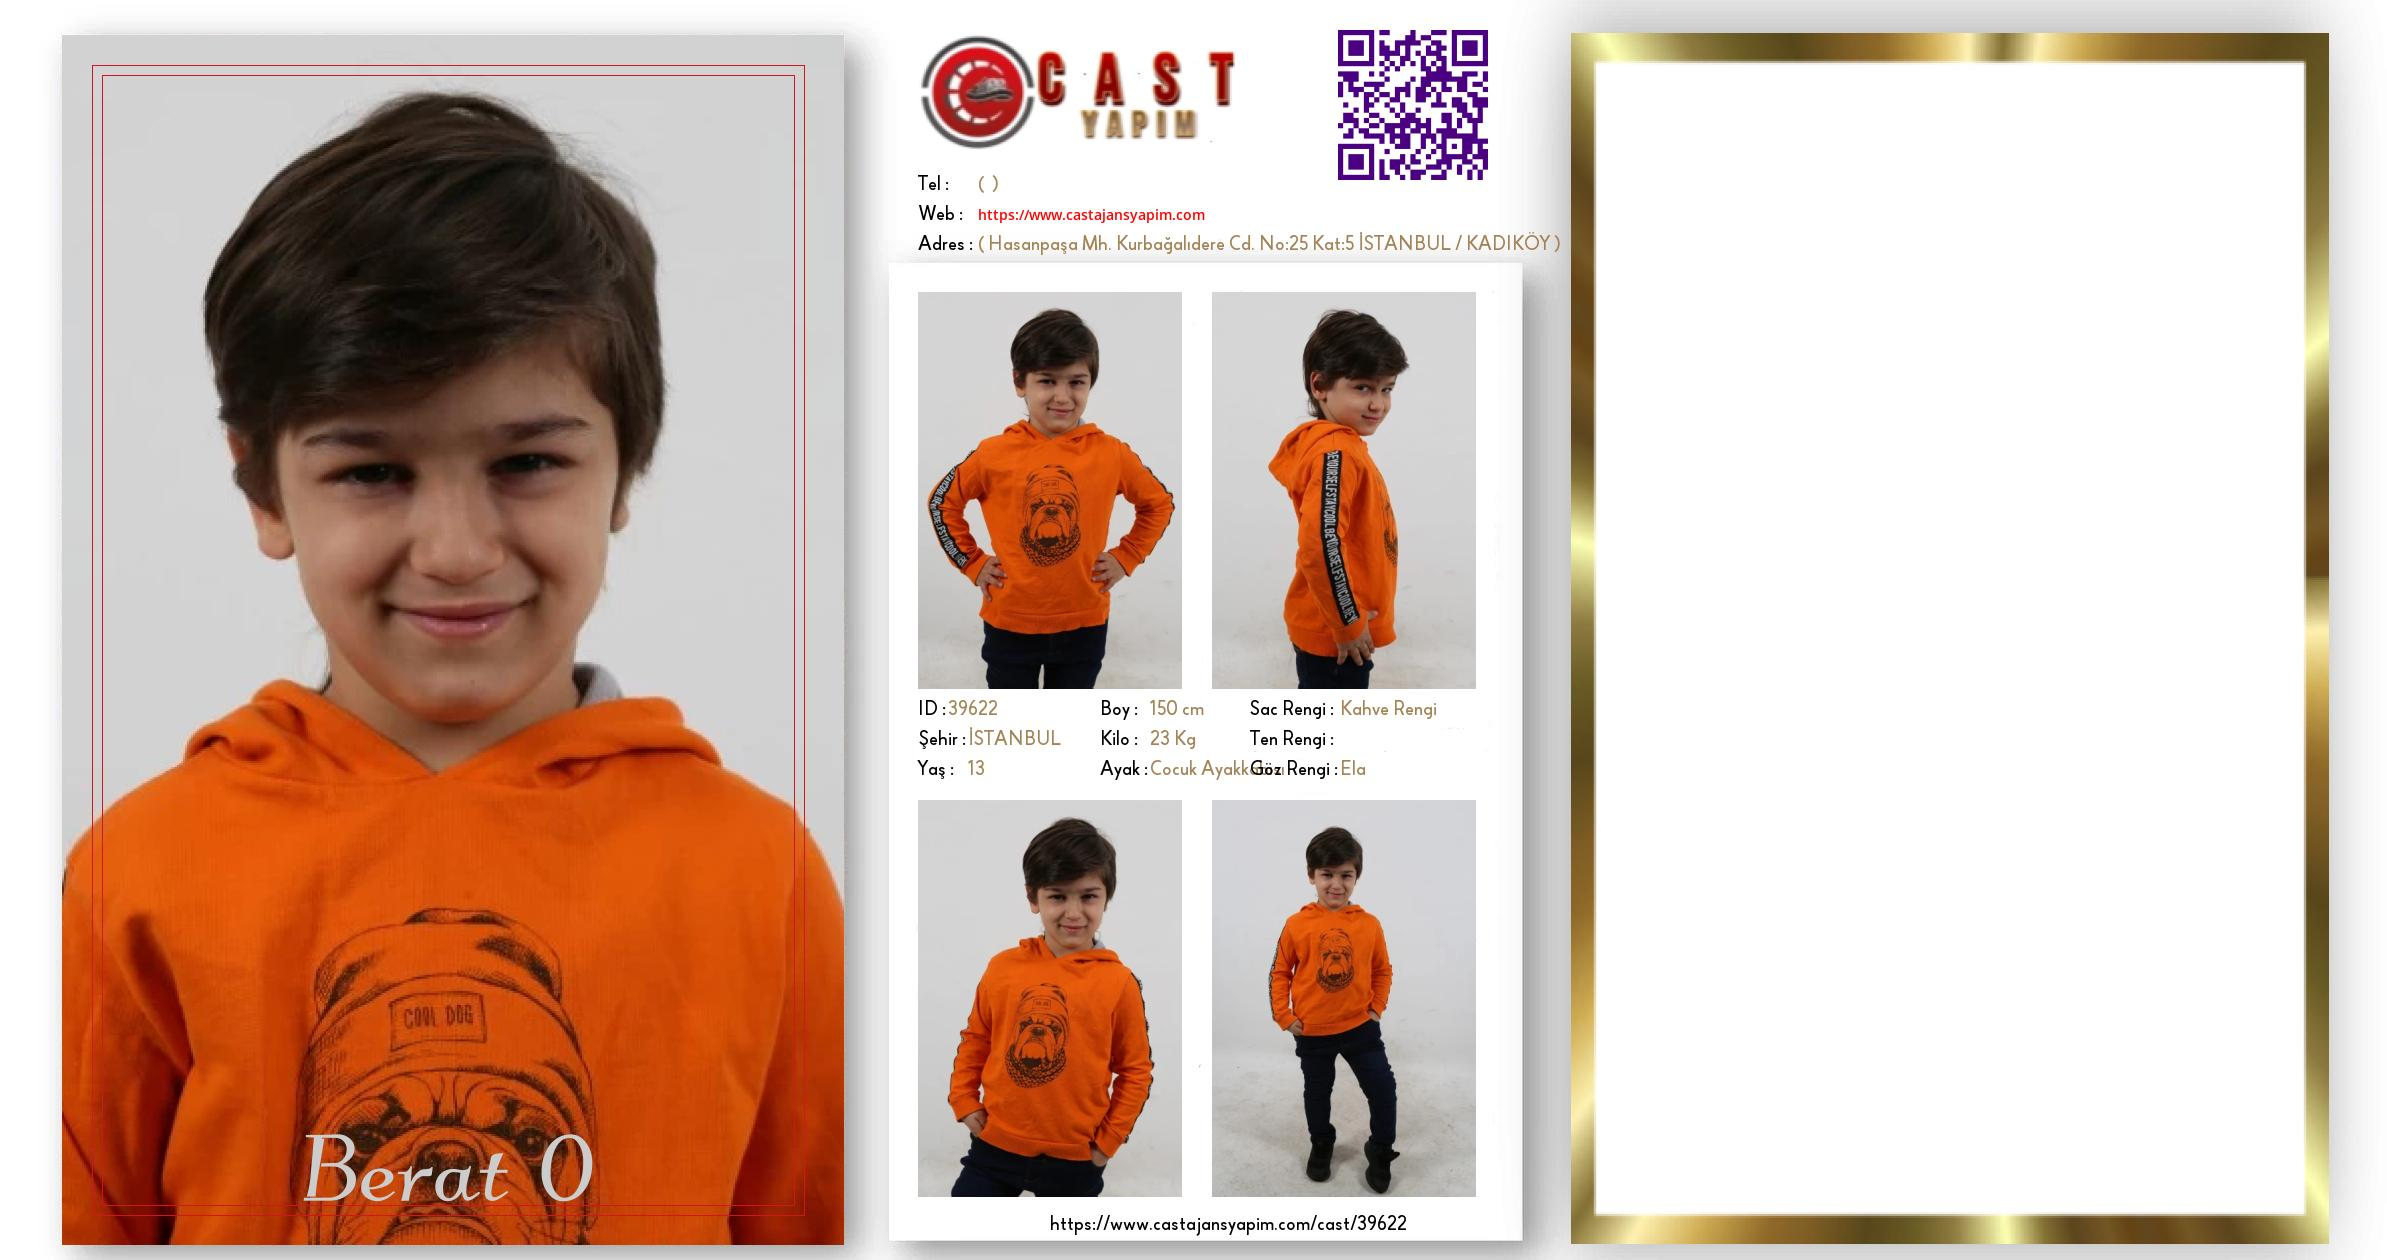 COOL DOG
Berat O
CAST
YAPIM
Tel : ( )
Web : https://www.castajansyapim.com
Adres : ( Hasanpaşa Mh. Kurbağalıdere Cd. No:25 Kat:5 İSTANBUL / KADIKÖY )
ID : 39622 Boy : 150 cm Sac Rengi : Kahve Rengi
Şehir : İSTANBUL Kilo : 23 Kg Ten Rengi :
Yaş : 13 Ayak : Cocuk Göz Rengi : Ela
https://www.castajansyapim.com/cast/39622